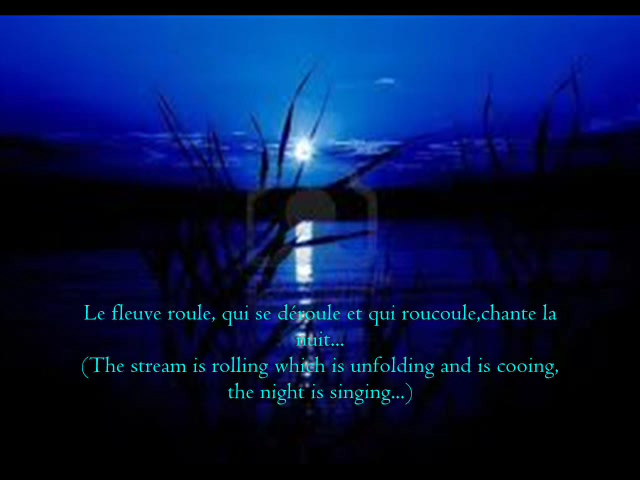 Le fleuve roule, qui se déroule et qui roucoule,chante la
nuit...
(The stream is rolling which is unfolding and is cooing,
the night is singing...)